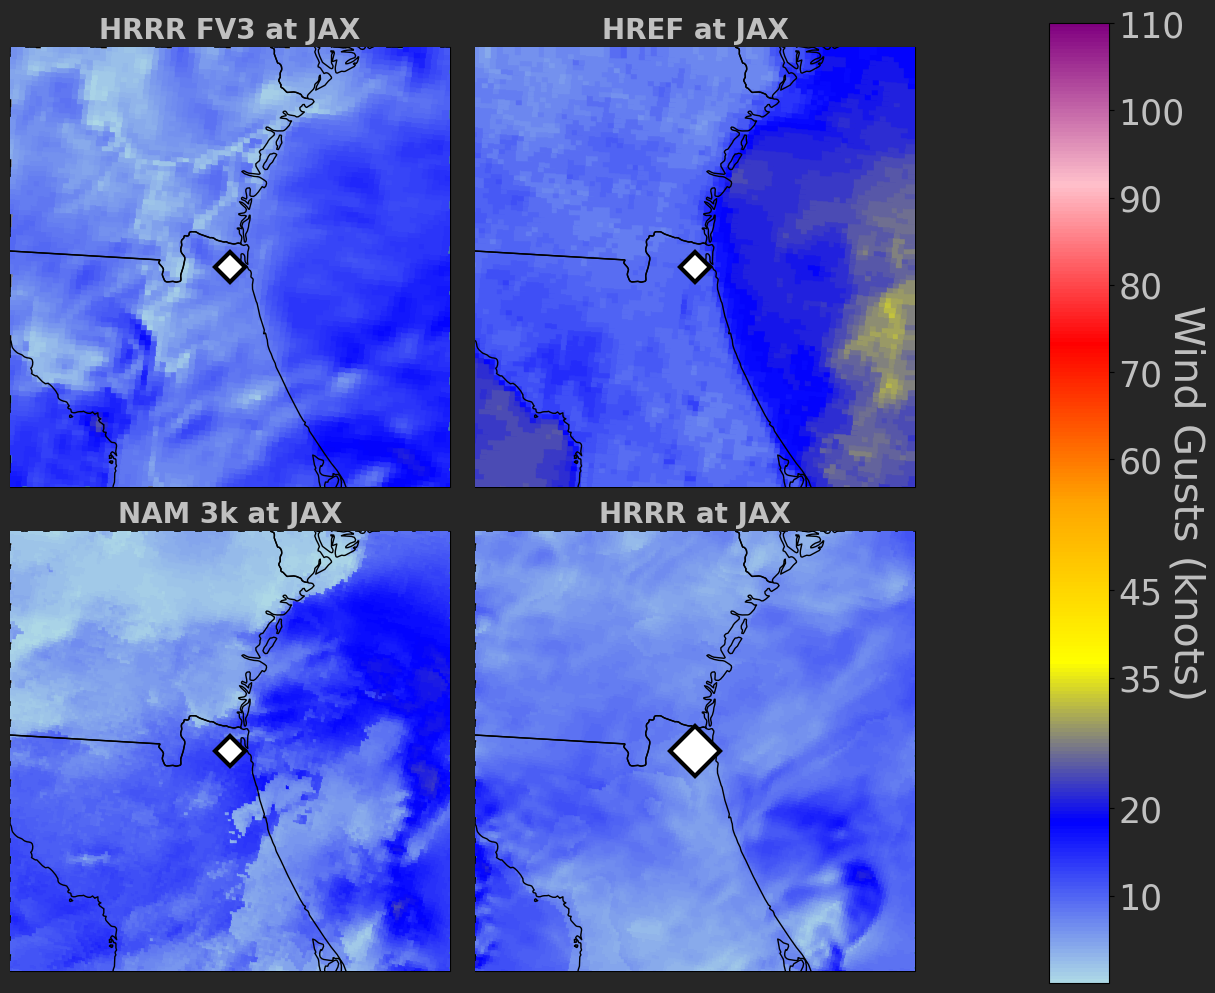 HRRR FV3 at JAX
HREF at JAX
NAM 3k at JAX
HRRR at JAX
110
100
90
80
70
60
45
35
20
10
Wind Gusts (knots)